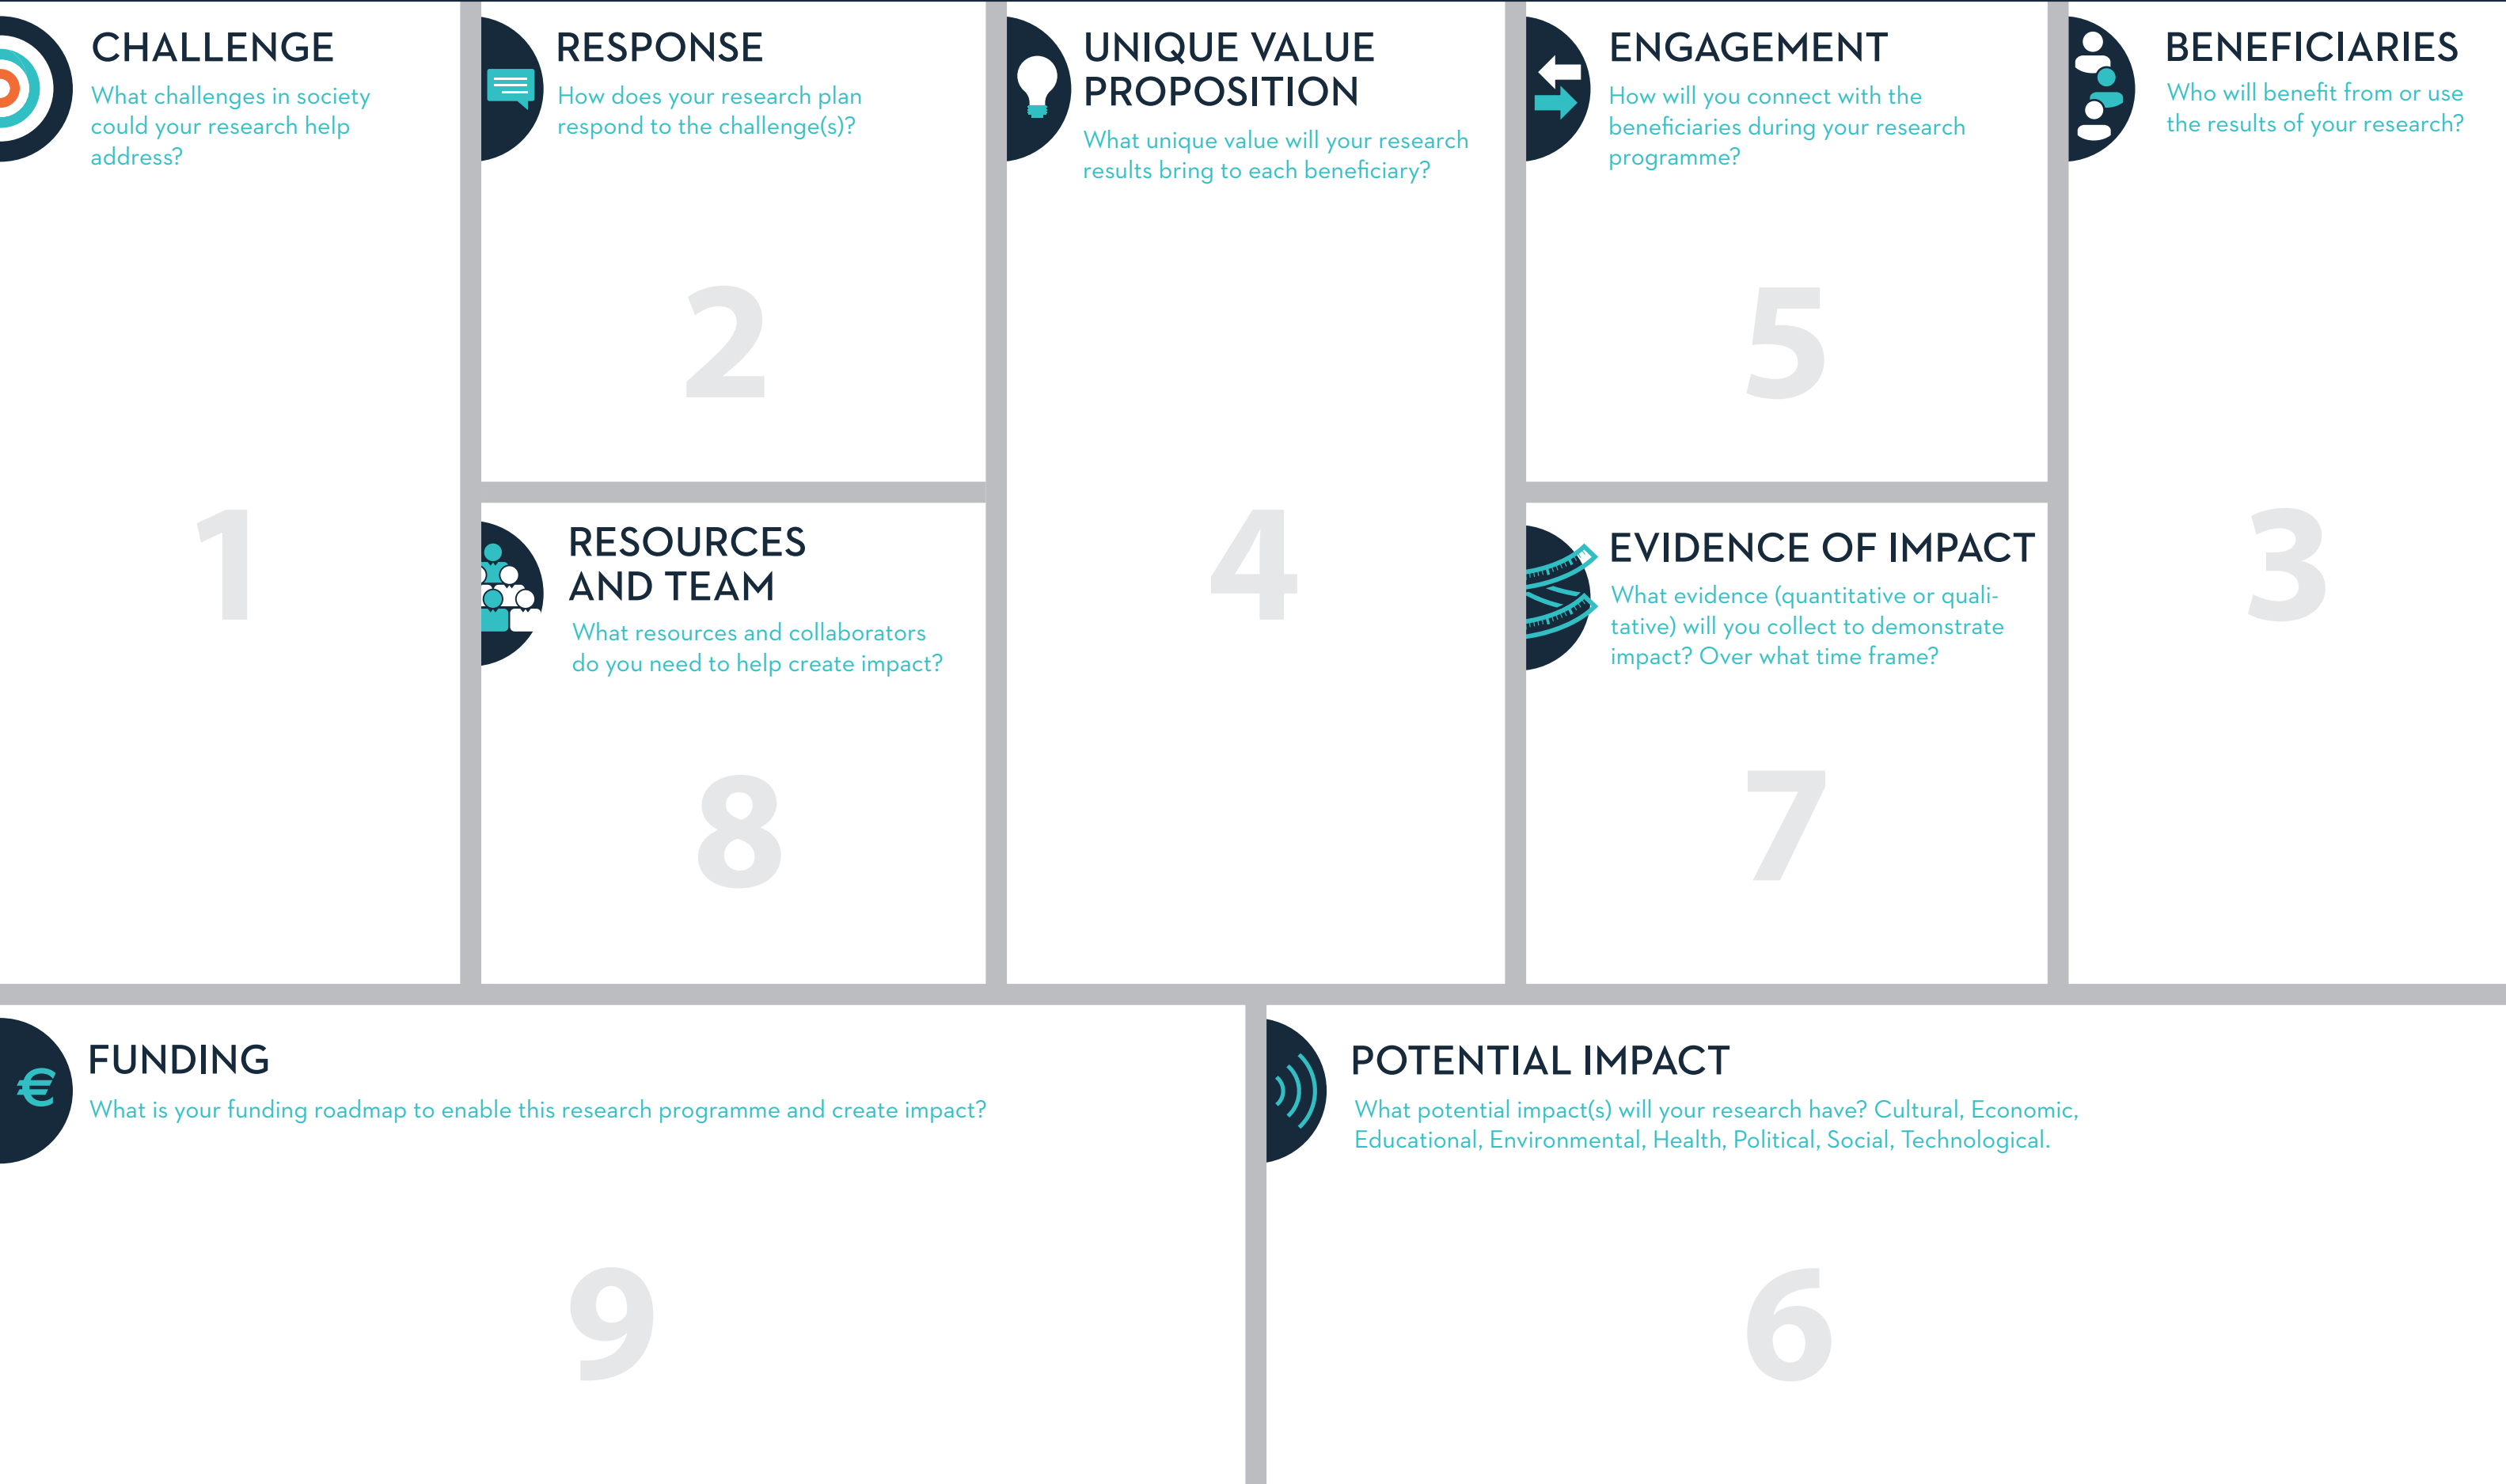 CHALLENGE
What challenges in society
could your research help
address?
1
RESPONSE
How does your research plan
respond to the challenge(s)?
2
RESOURCES
AND TEAM
What resources and collaborators
do you need to help create impact?
8
UNIQUE VALUE
PROPOSITION
What unique value will your research
results bring to each beneficiary?
4
ENGAGEMENT
How will you connect with the
beneficiaries during your research
programme?
5
EVIDENCE OF IMPACT
What evidence (quantitative or quali-
tative) will you collect to demonstrate
impact? Over what time frame?
7
BENEFICIARIES
Who will benefit from or use
the results of your research?
3
€
FUNDING
What is your funding roadmap to enable this research programme and create impact?
9
POTENTIAL IMPACT
What potential impact(s) will your research have? Cultural, Economic,
Educational, Environmental, Health, Political, Social, Technological.
6